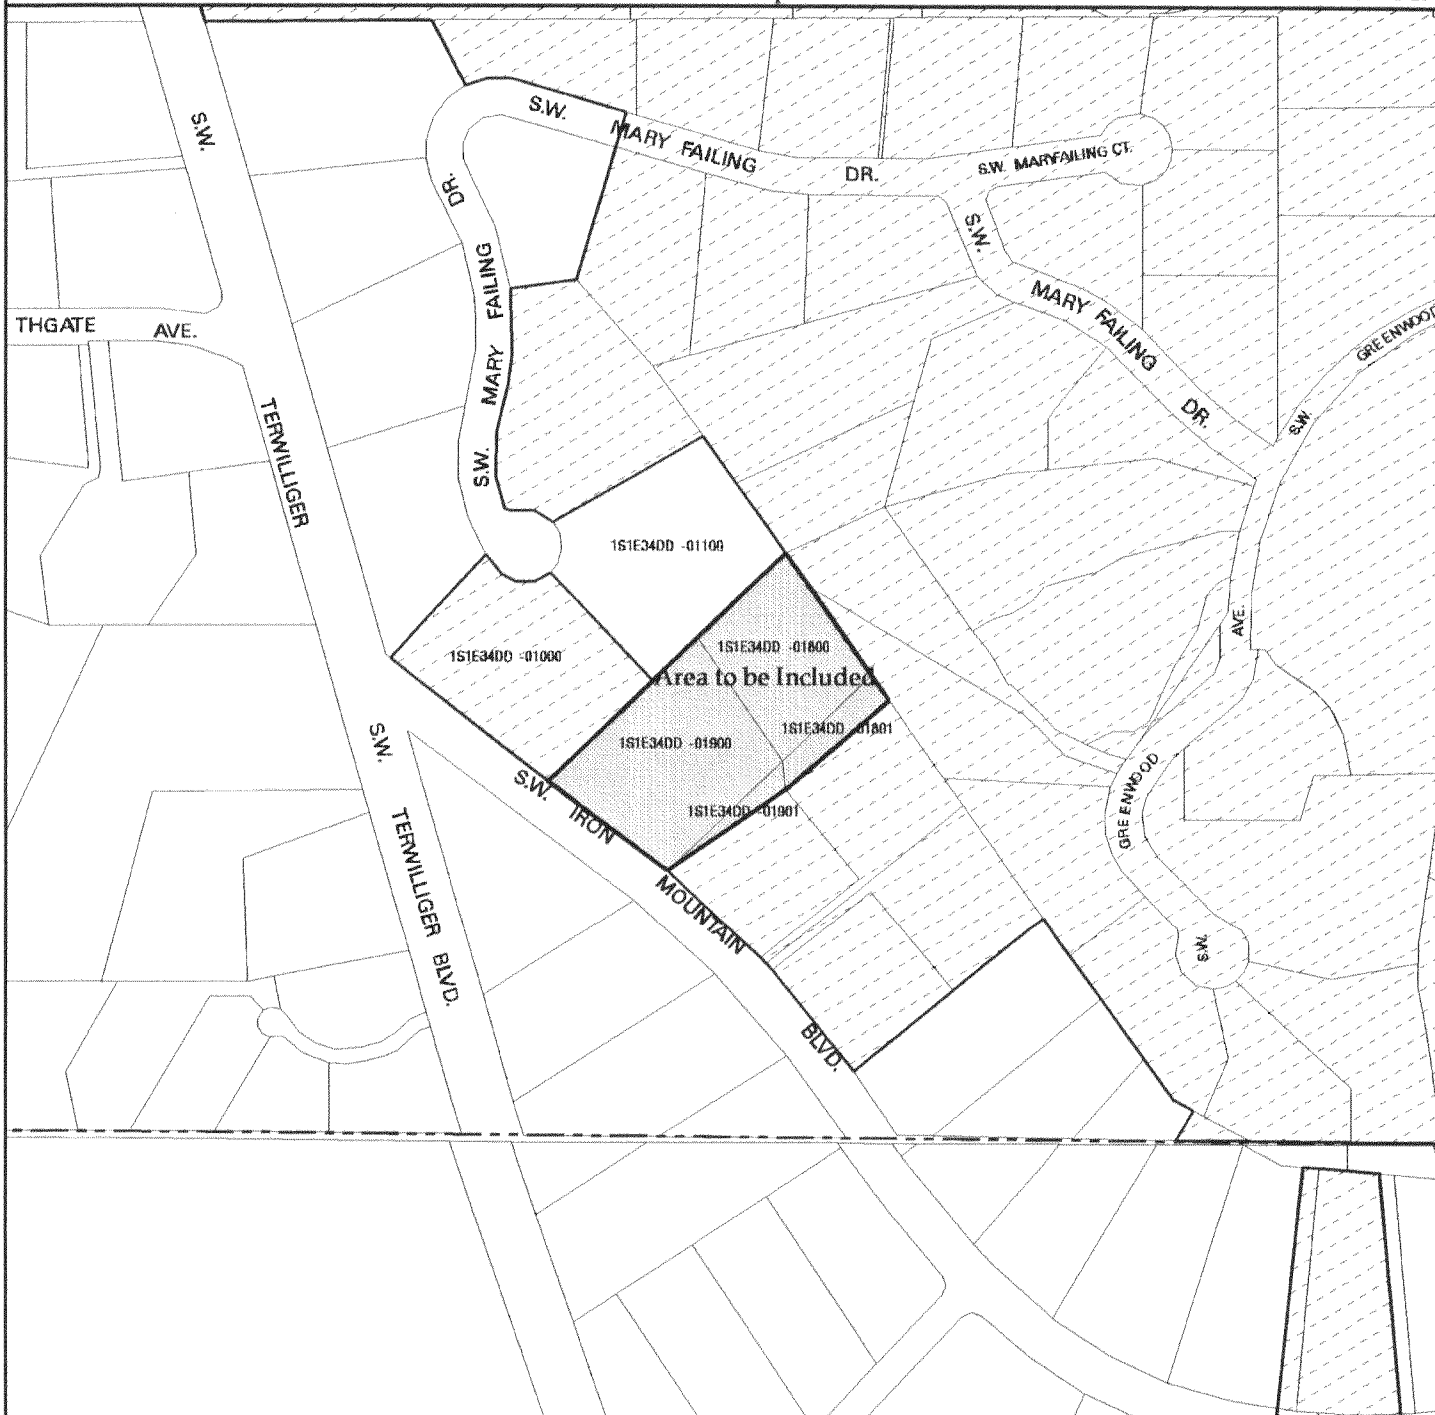 S.W.
S.W.
MARY FAILING
DR.
S.W. MARYFAILING CT.
DR.
S.W.
MARY FAILING
S.W.
MARY FAILING
DR.
GREENWOOD
S.W.
THGATE AVE.
TERWILLIGER
S.W.
1S1E34DD -01100
AVE.
1S1E34DD -01000
1S1E34DD -01800
Area to be Included
1S1E34DD -01801
1S1E34DD -01900
S.W.
S.W.
IRON
1S1E34DD -01901
MOUNTAIN
BLVD.
TERWILLIGER BLVD.
GREENWOOD
S.W.